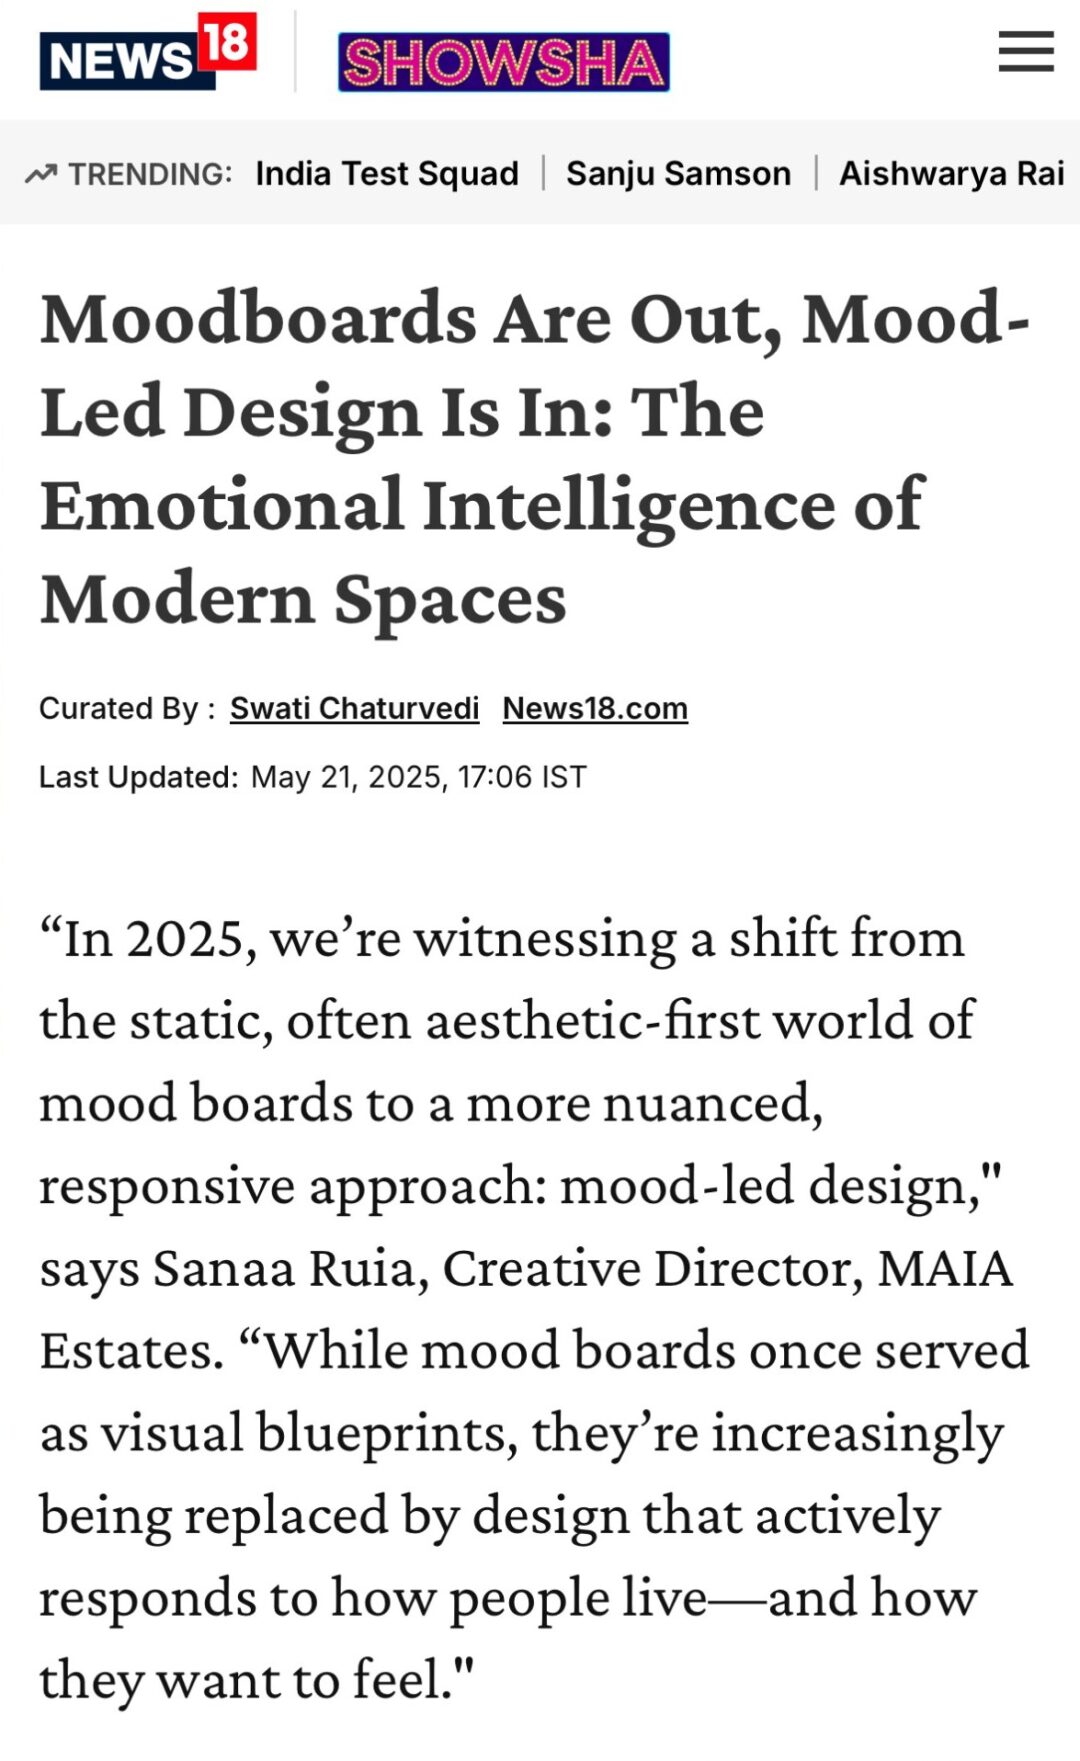 NEWS18 SHOWSHA
TRENDING: India Test Squad | Sanju Samson | Aishwarya Rai
Moodboards Are Out, Mood-
Led Design Is In: The
Emotional Intelligence of
Modern Spaces
Curated By : Swati Chaturvedi News18.com
Last Updated: May 21, 2025, 17:06 IST
“In 2025, we’re witnessing a shift from
the static, often aesthetic-first world of
mood boards to a more nuanced,
responsive approach: mood-led design,"
says Sanaa Ruia, Creative Director, MAIA
Estates. “While mood boards once served
as visual blueprints, they’re increasingly
being replaced by design that actively
responds to how people live—and how
they want to feel."